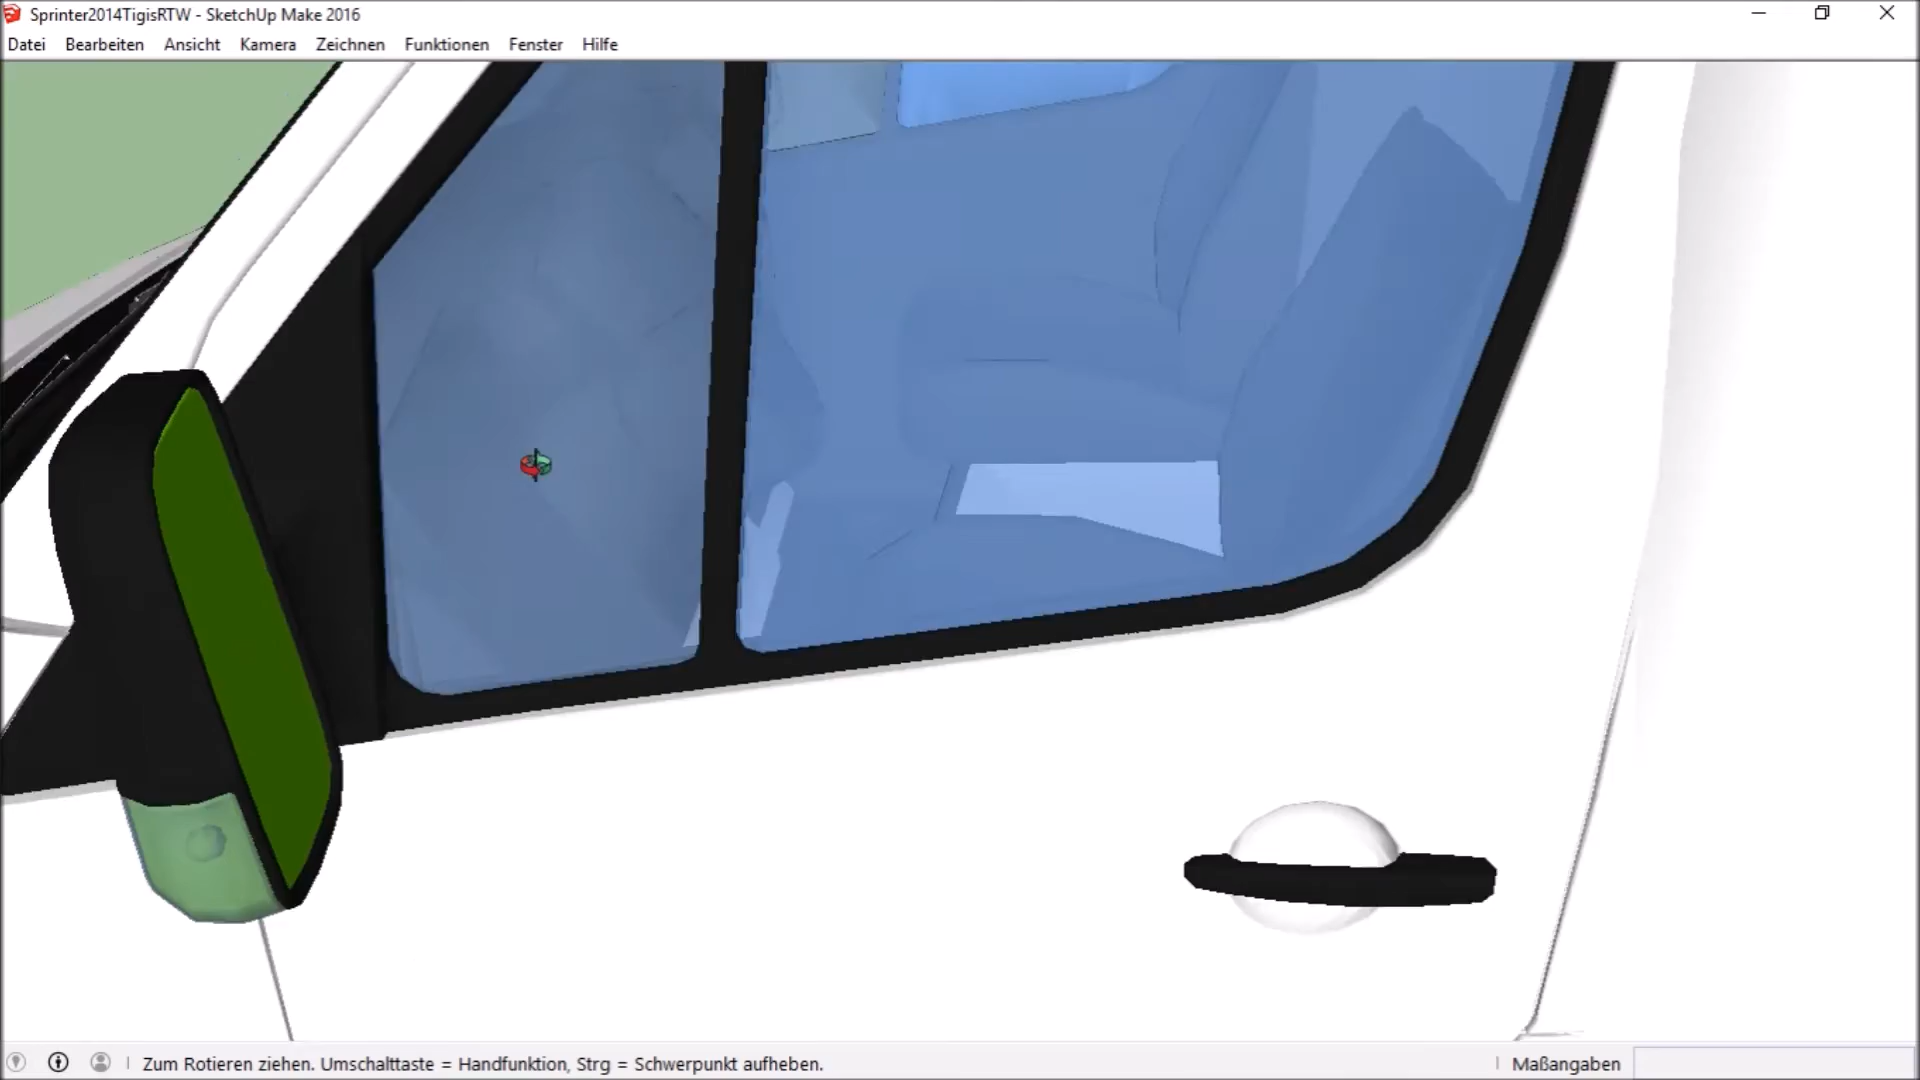 Sprinter2014TigisRTW - SketchUp Make 2016
Datei Bearbeiten Ansicht Kamera Zeichnen Funktionen Fenster Hilfe
Zum Rotieren ziehen. Umschalttaste = Handfunktion, Strg = Schwerpunkt aufheben. Maßangaben